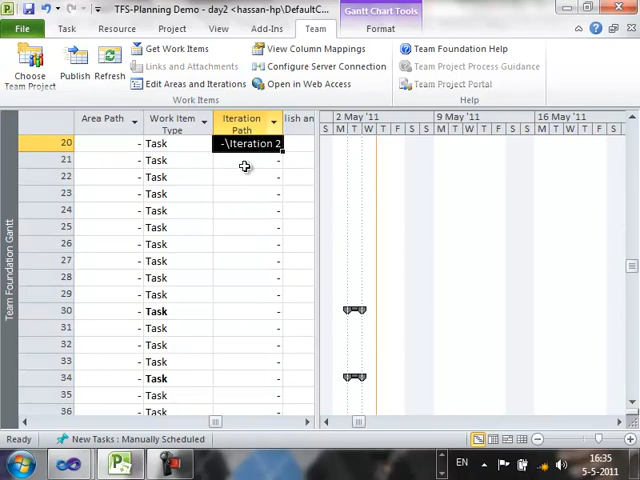 TFS-Planning Demo - day2 <hassan-hp\DefaultC...
Gantt Chart Tools
File Task Resource Project View Add-Ins Team Format
Choose Team Project
Publish
Refresh
Get Work Items
Links and Attachments
Edit Areas and Iterations
View Column Mappings
Configure Server Connection
Open in Web Access
Work Items
Team Foundation Help
Team Project Process Guidance
Team Project Portal
Help
Area Path Work Item Type Iteration Path lish an
2 May '11 9 May '11 16 May '11
S M T W T F S S M T W T F S S M T W T
20 - Task -\Iteration 2
21 - Task -
22 - Task -
23 - Task -
24 - Task -
25 - Task -
26 - Task -
27 - Task -
28 - Task -
29 - Task -
30 - Task -
31 - Task -
32 - Task -
33 - Task -
34 - Task -
35 - Task -
36 - Task -
Team Foundation Gantt
Ready New Tasks : Manually Scheduled
EN 16:35
5-5-2011